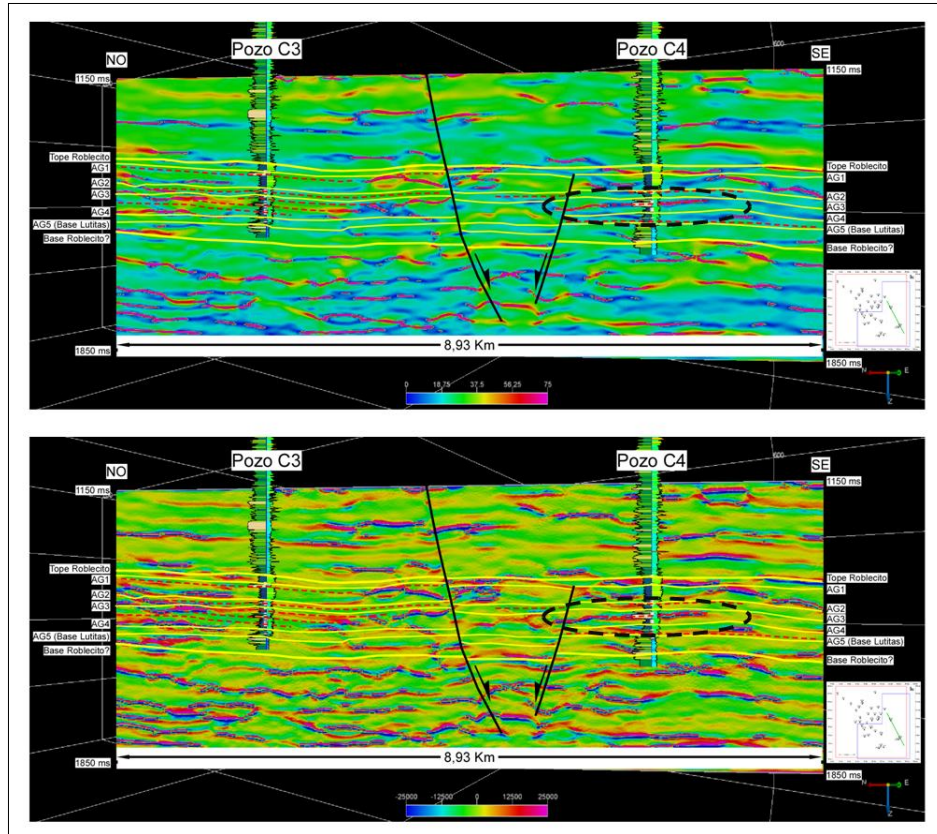 Pozo C3
Pozo C4
NO
SE
1150 ms
600
1150 ms
Tope Roblecito
AG1
AG2
AG3
AG4
AG5 (Base Lutitas)
Base Roblecito?
Tope Roblecito
AG1
AG2
AG3
AG4
AG5 (Base Lutitas)
Base Roblecito?
8,93 Km
1850 ms
1850 ms
N
E
Z
0 18.75 37.5 56.25 75
Pozo C3
Pozo C4
NO
SE
1150 ms
600
1150 ms
Tope Roblecito
AG1
AG2
AG3
AG4
AG5 (Base Lutitas)
Base Roblecito?
Tope Roblecito
AG1
AG2
AG3
AG4
AG5 (Base Lutitas)
Base Roblecito?
8,93 Km
1850 ms
1850 ms
N
E
Z
-25000 -12500 0 12500 25000